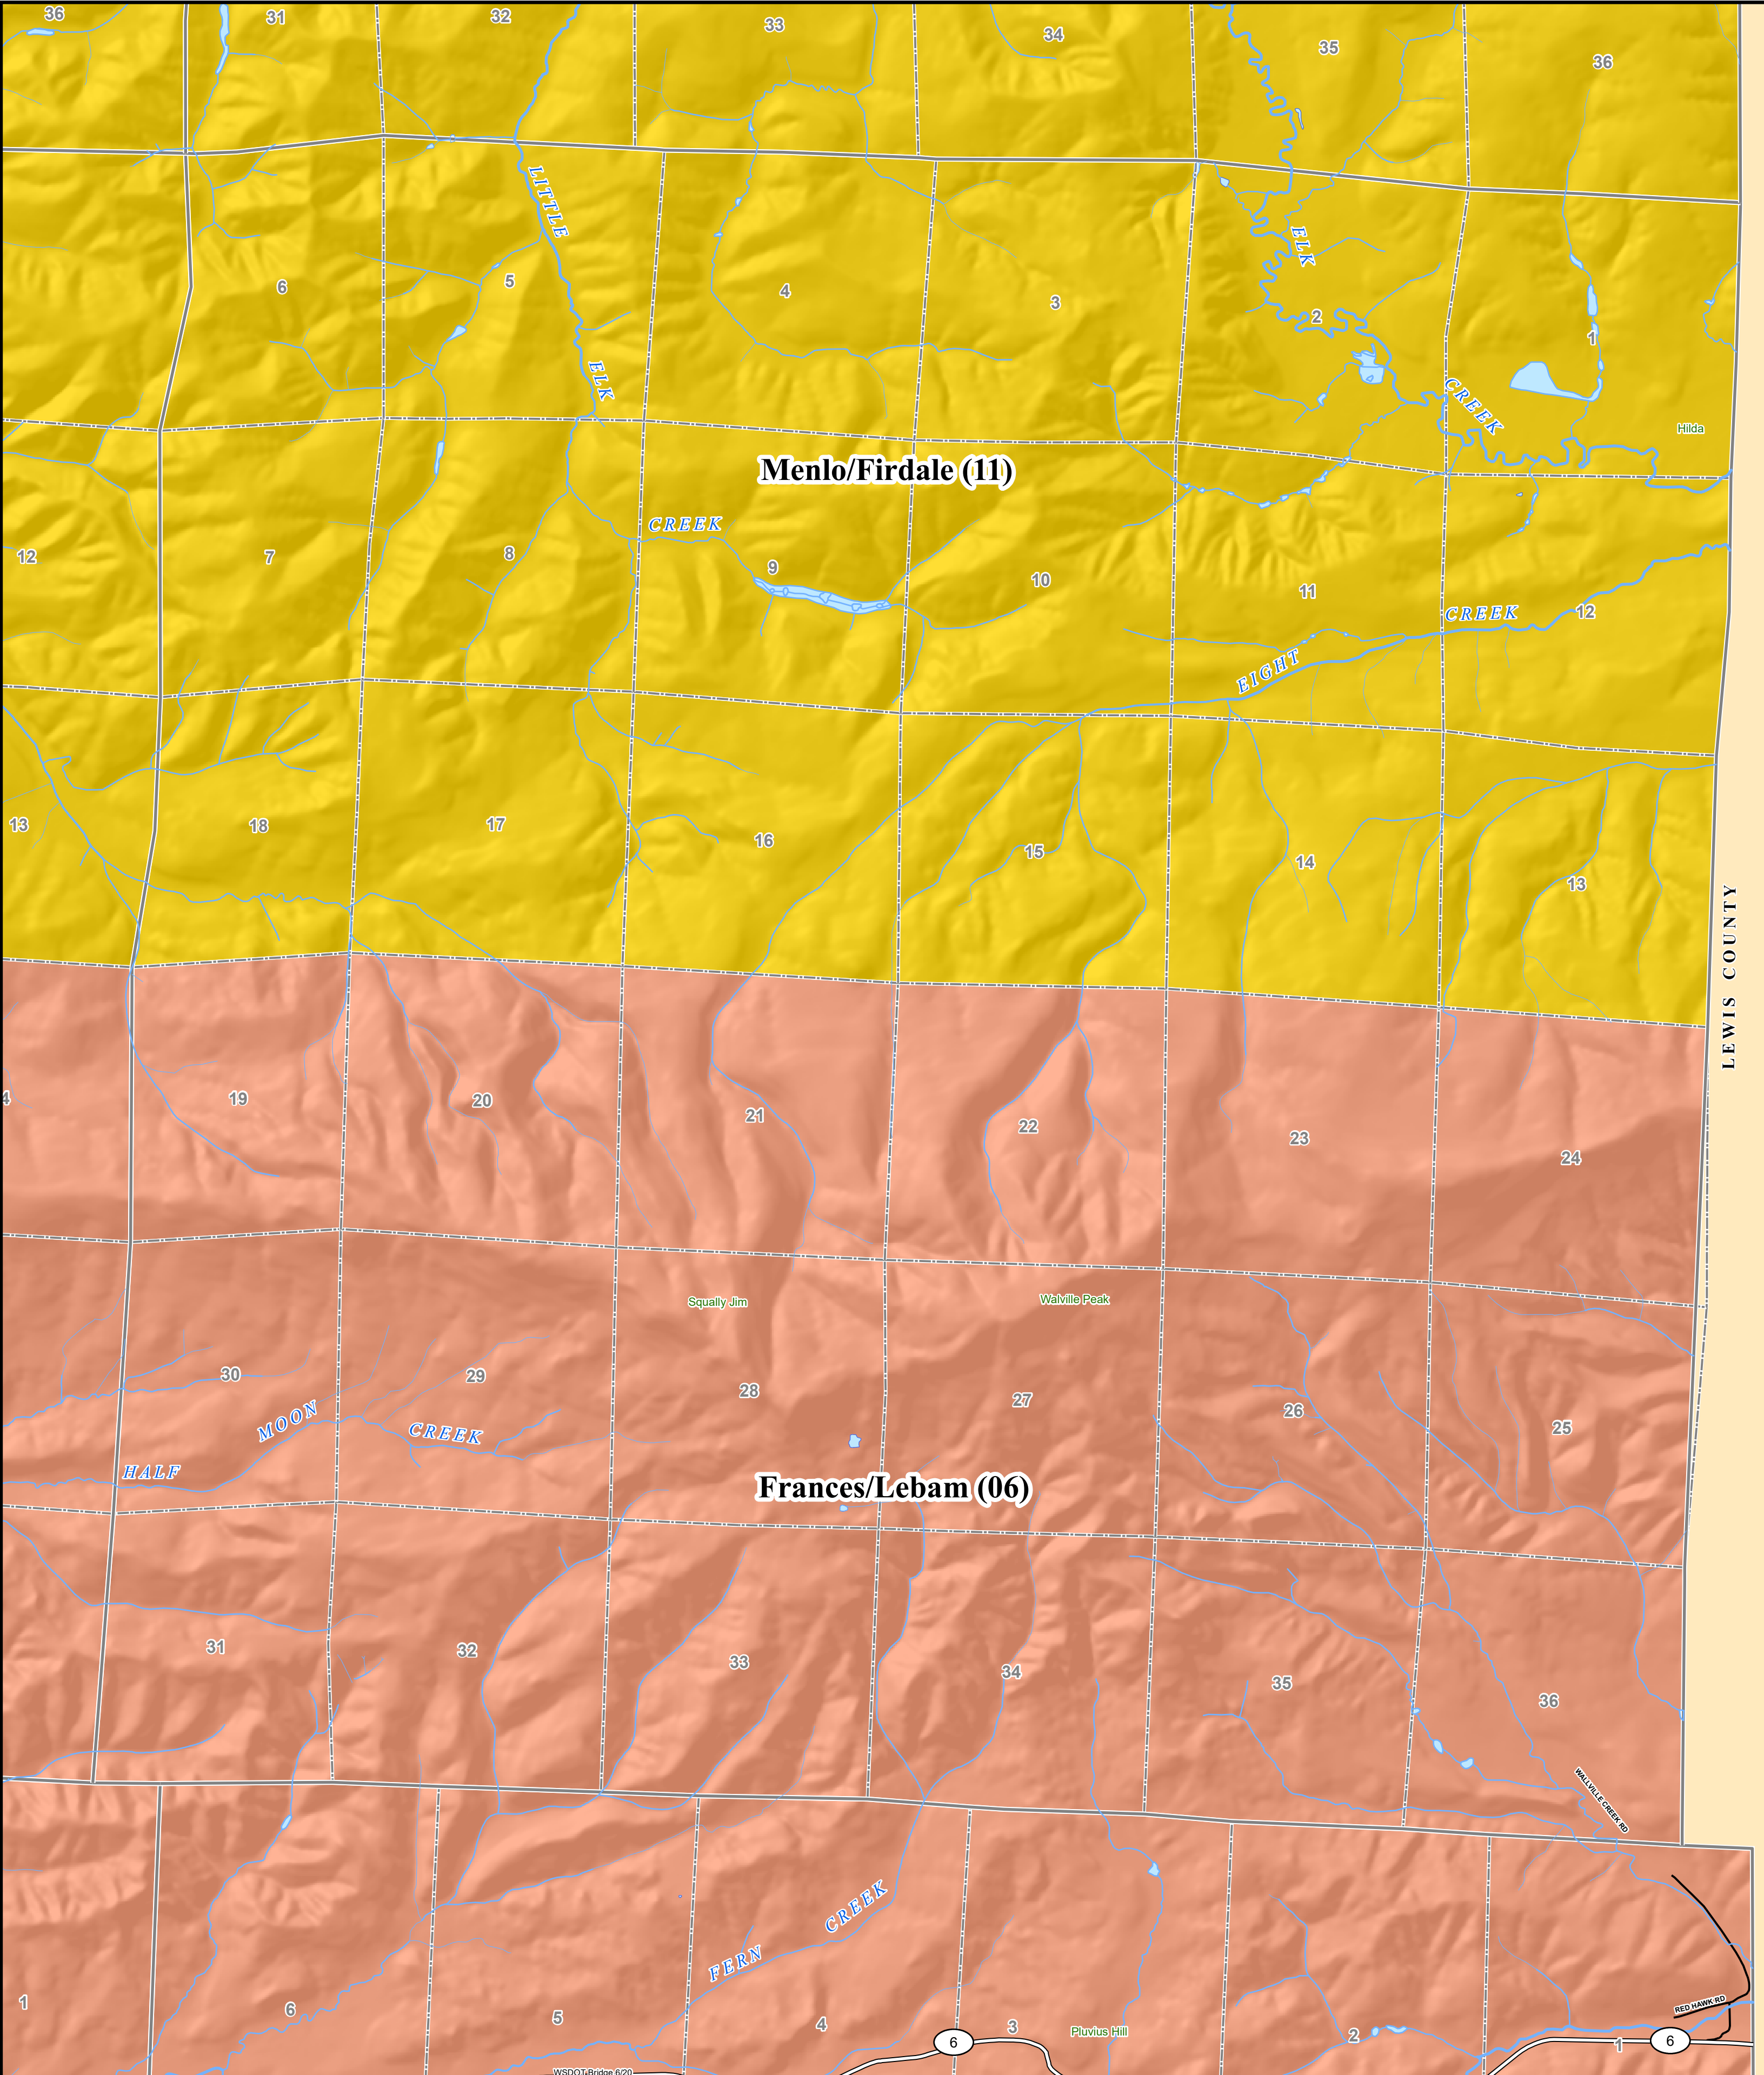 36
31
32
33
34
35
36
LITTLE
ELK
6
5
4
3
2
1
ELK
CREEK
Hilda
Menlo/Firdale (11)
CREEK
12
7
8
9
10
11
12
CREEK
EIGHT
13
18
17
16
15
14
13
LEWIS COUNTY
4
19
20
21
22
23
24
Squally Jim
Walville Peak
30
29
28
27
26
25
MOON
CREEK
HALF
Frances/Lebam (06)
31
32
33
34
35
36
WALLVILLE CREEK RD
CREEK
FERN
1
6
5
4
3
2
1
Pluvius Hill
RED HAWK RD
6
6
WSDOT Bridge 6/20